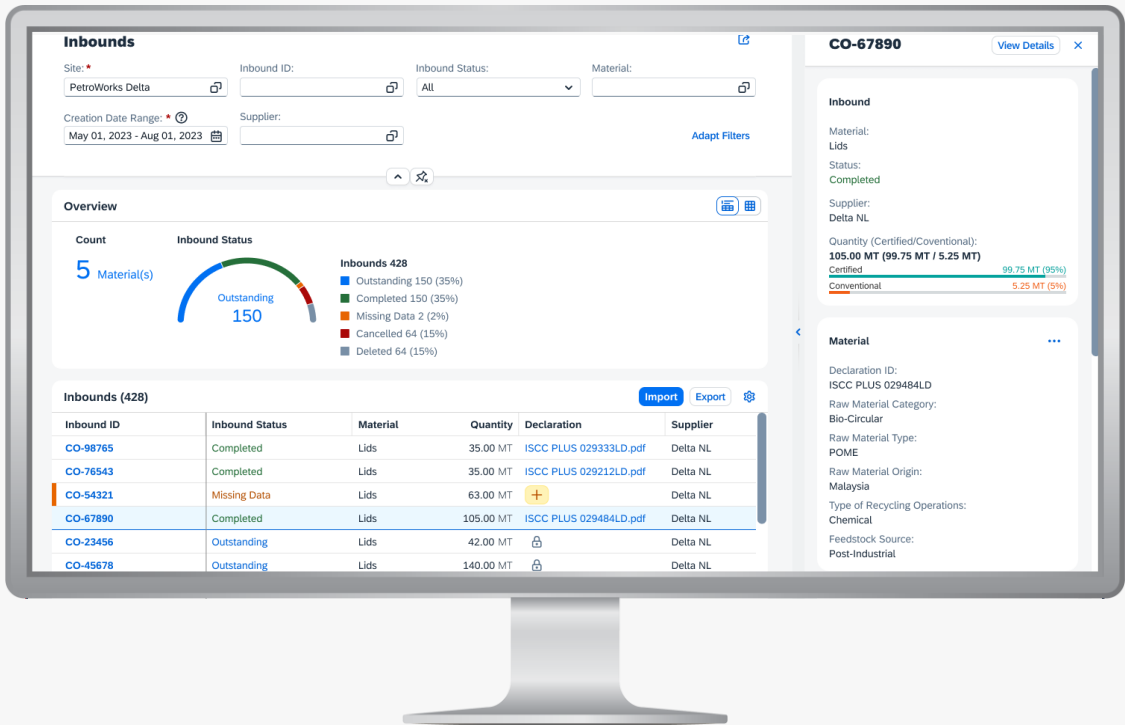 Inbounds
Site: *
Inbound ID:
Inbound Status:
Material:
PetroWorks Delta
All
Creation Date Range: *
Supplier:
May 01, 2023 - Aug 01, 2023
Adapt Filters
Overview
Count
5 Material(s)
Inbound Status
Outstanding
150
Inbounds 428
Outstanding 150 (35%)
Completed 150 (35%)
Missing Data 2 (2%)
Cancelled 64 (15%)
Deleted 64 (15%)
Inbounds (428)
Import
Export
Inbound ID Inbound Status Material Quantity Declaration Supplier
CO-98765 Completed Lids 35.00 MT ISCC PLUS 029333LD.pdf Delta NL
CO-76543 Completed Lids 35.00 MT ISCC PLUS 029212LD.pdf Delta NL
CO-54321 Missing Data Lids 63.00 MT + Delta NL
CO-67890 Completed Lids 105.00 MT ISCC PLUS 029484LD.pdf Delta NL
CO-23456 Outstanding Lids 42.00 MT Delta NL
CO-45678 Outstanding Lids 140.00 MT Delta NL
CO-67890
View Details
Inbound
Material:
Lids
Status:
Completed
Supplier:
Delta NL
Quantity (Certified/Coventional):
105.00 MT (99.75 MT / 5.25 MT)
Certified 99.75 MT (95%)
Conventional 5.25 MT (5%)
Material
Declaration ID:
ISCC PLUS 029484LD
Raw Material Category:
Bio-Circular
Raw Material Type:
POME
Raw Material Origin:
Malaysia
Type of Recycling Operations:
Chemical
Feedstock Source:
Post-Industrial